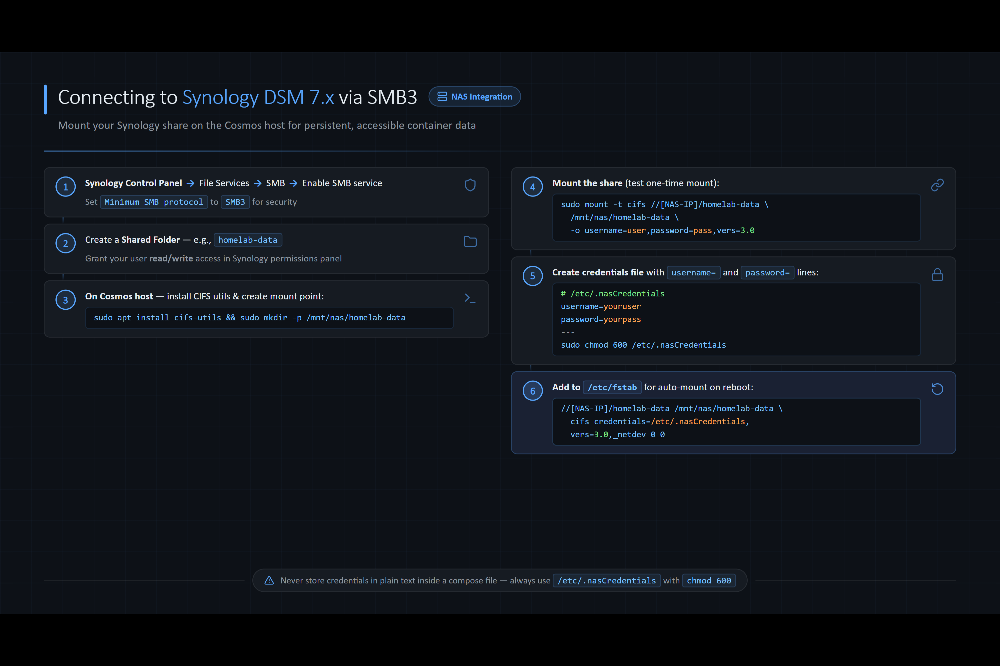 Connecting to Synology DSM 7.x via SMB3
NAS Integration
Mount your Synology share on the Cosmos host for persistent, accessible container data
1
Synology Control Panel → File Services → SMB → Enable SMB service
Set Minimum SMB protocol to SMB3 for security
2
Create a Shared Folder — e.g., homelab-data
Grant your user read/write access in Synology permissions panel
3
On Cosmos host — install CIFS utils & create mount point:
sudo apt install cifs-utils && sudo mkdir -p /mnt/nas/homelab-data
4
Mount the share (test one-time mount):
sudo mount -t cifs //[NAS-IP]/homelab-data \
/mnt/nas/homelab-data \
-o username=user,password=pass,vers=3.0
5
Create credentials file with username= and password= lines:
# /etc/.nasCredentials
username=youruser
password=yourpass
---
sudo chmod 600 /etc/.nasCredentials
6
Add to /etc/fstab for auto-mount on reboot:
//[NAS-IP]/homelab-data /mnt/nas/homelab-data \
cifs credentials=/etc/.nasCredentials,
vers=3.0,_netdev 0 0
Never store credentials in plain text inside a compose file — always use /etc/.nasCredentials with chmod 600